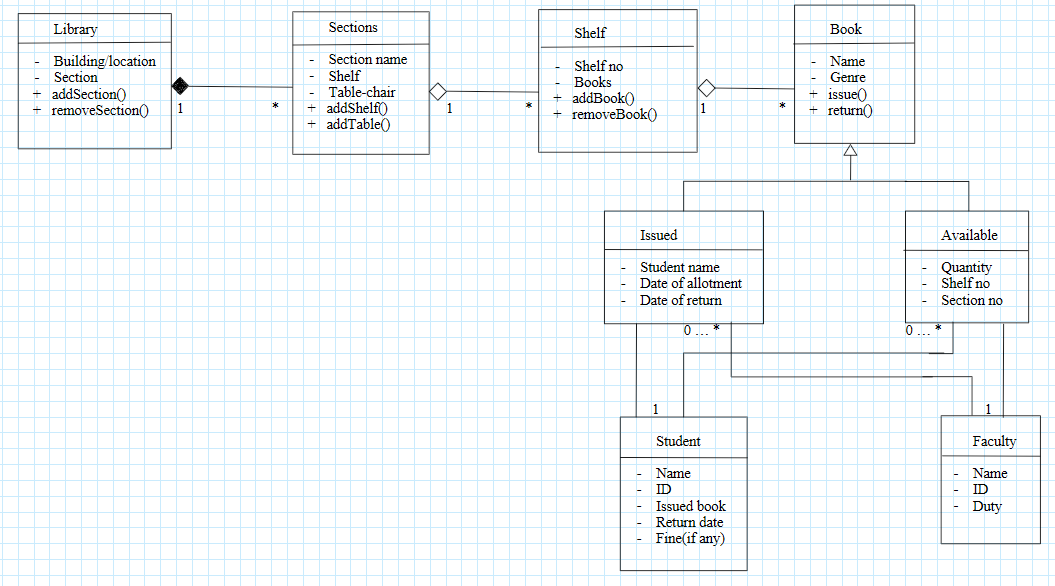 Library
- Building/location
- Section
+ addSection()
+ removeSection()
1
*
Sections
- Section name
- Shelf
- Table-chair
+ addShelf()
+ addTable()
1
*
Shelf
- Shelf no
- Books
+ addBook()
+ removeBook()
1
*
Book
- Name
- Genre
+ issue()
+ return()
Issued
- Student name
- Date of allotment
- Date of return
0 ... *
Available
- Quantity
- Shelf no
- Section no
0 ... *
1
Student
- Name
- ID
- Issued book
- Return date
- Fine(if any)
1
Faculty
- Name
- ID
- Duty